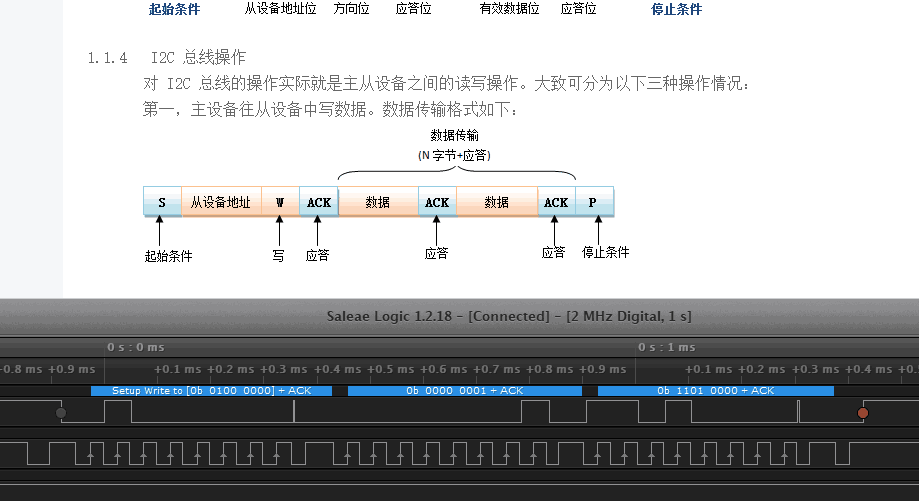 起始条件 从设备地址位 方向位 应答位 有效数据位 应答位 停止条件
1.1.4 I2C 总线操作
对 I2C 总线的操作实际就是主从设备之间的读写操作。大致可分为以下三种操作情况：
第一，主设备往从设备中写数据。数据传输格式如下：
数据传输
(N 字节+应答)
S 从设备地址 W ACK 数据 ACK 数据 ACK P
起始条件 写 应答 应答 应答 停止条件
Saleae Logic 1.2.18 - [Connected] - [2 MHz Digital, 1 s]
0 s : 0 ms 0 s : 1 ms
+0.8 ms +0.9 ms +0.1 ms +0.2 ms +0.3 ms +0.4 ms +0.5 ms +0.6 ms +0.7 ms +0.8 ms +0.9 ms +0.1 ms +0.2 ms +0.3 ms +0.4 ms
Setup Write to [0b 0100 0000] + ACK 0b 0000 0001 + ACK 0b 1101 0000 + ACK